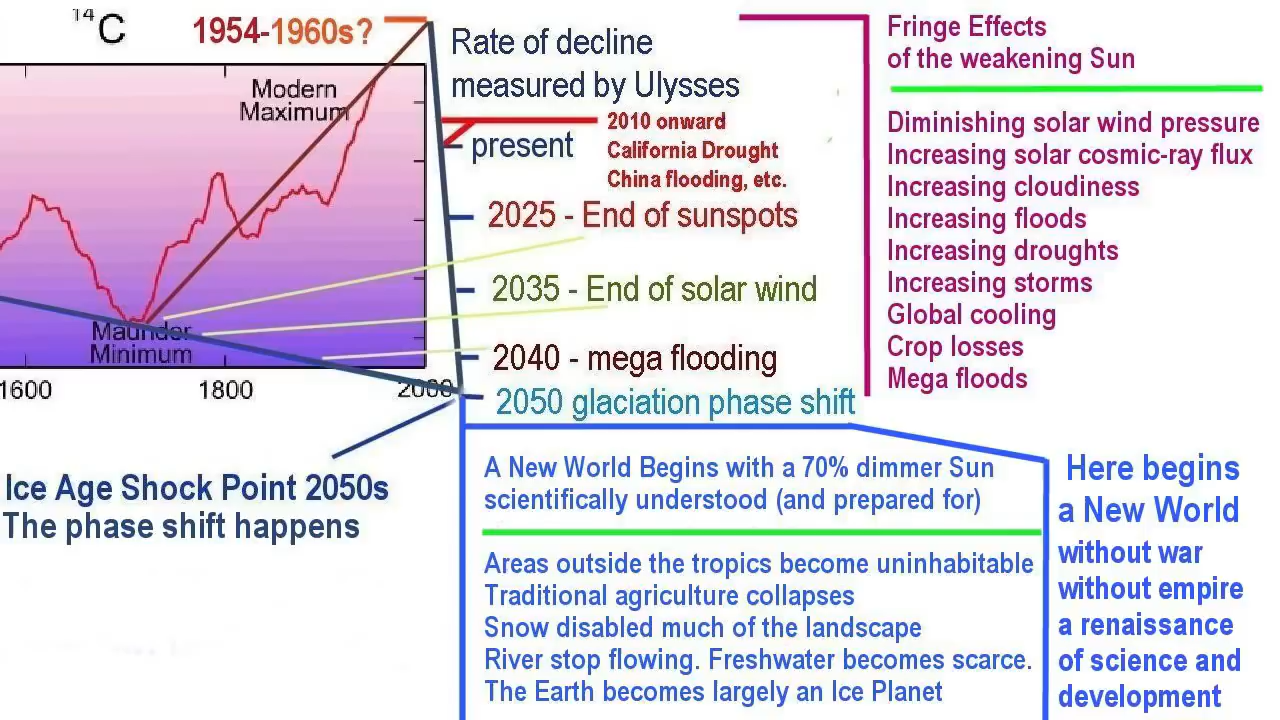 14C
1954-1960s?
Modern
Maximum
Maunder
Minimum
1600
1800
2000
Rate of decline
measured by Ulysses
present
2010 onward
California Drought
China flooding, etc.
2025 - End of sunspots
2035 - End of solar wind
2040 - mega flooding
2050 glaciation phase shift
Fringe Effects
of the weakening Sun
Diminishing solar wind pressure
Increasing solar cosmic-ray flux
Increasing cloudiness
Increasing floods
Increasing droughts
Increasing storms
Global cooling
Crop losses
Mega floods
Ice Age Shock Point 2050s
The phase shift happens
A New World Begins with a 70% dimmer Sun
scientifically understood (and prepared for)
Areas outside the tropics become uninhabitable
Traditional agriculture collapses
Snow disabled much of the landscape
River stop flowing. Freshwater becomes scarce.
The Earth becomes largely an Ice Planet
Here begins
a New World
without war
without empire
a renaissance
of science and
development